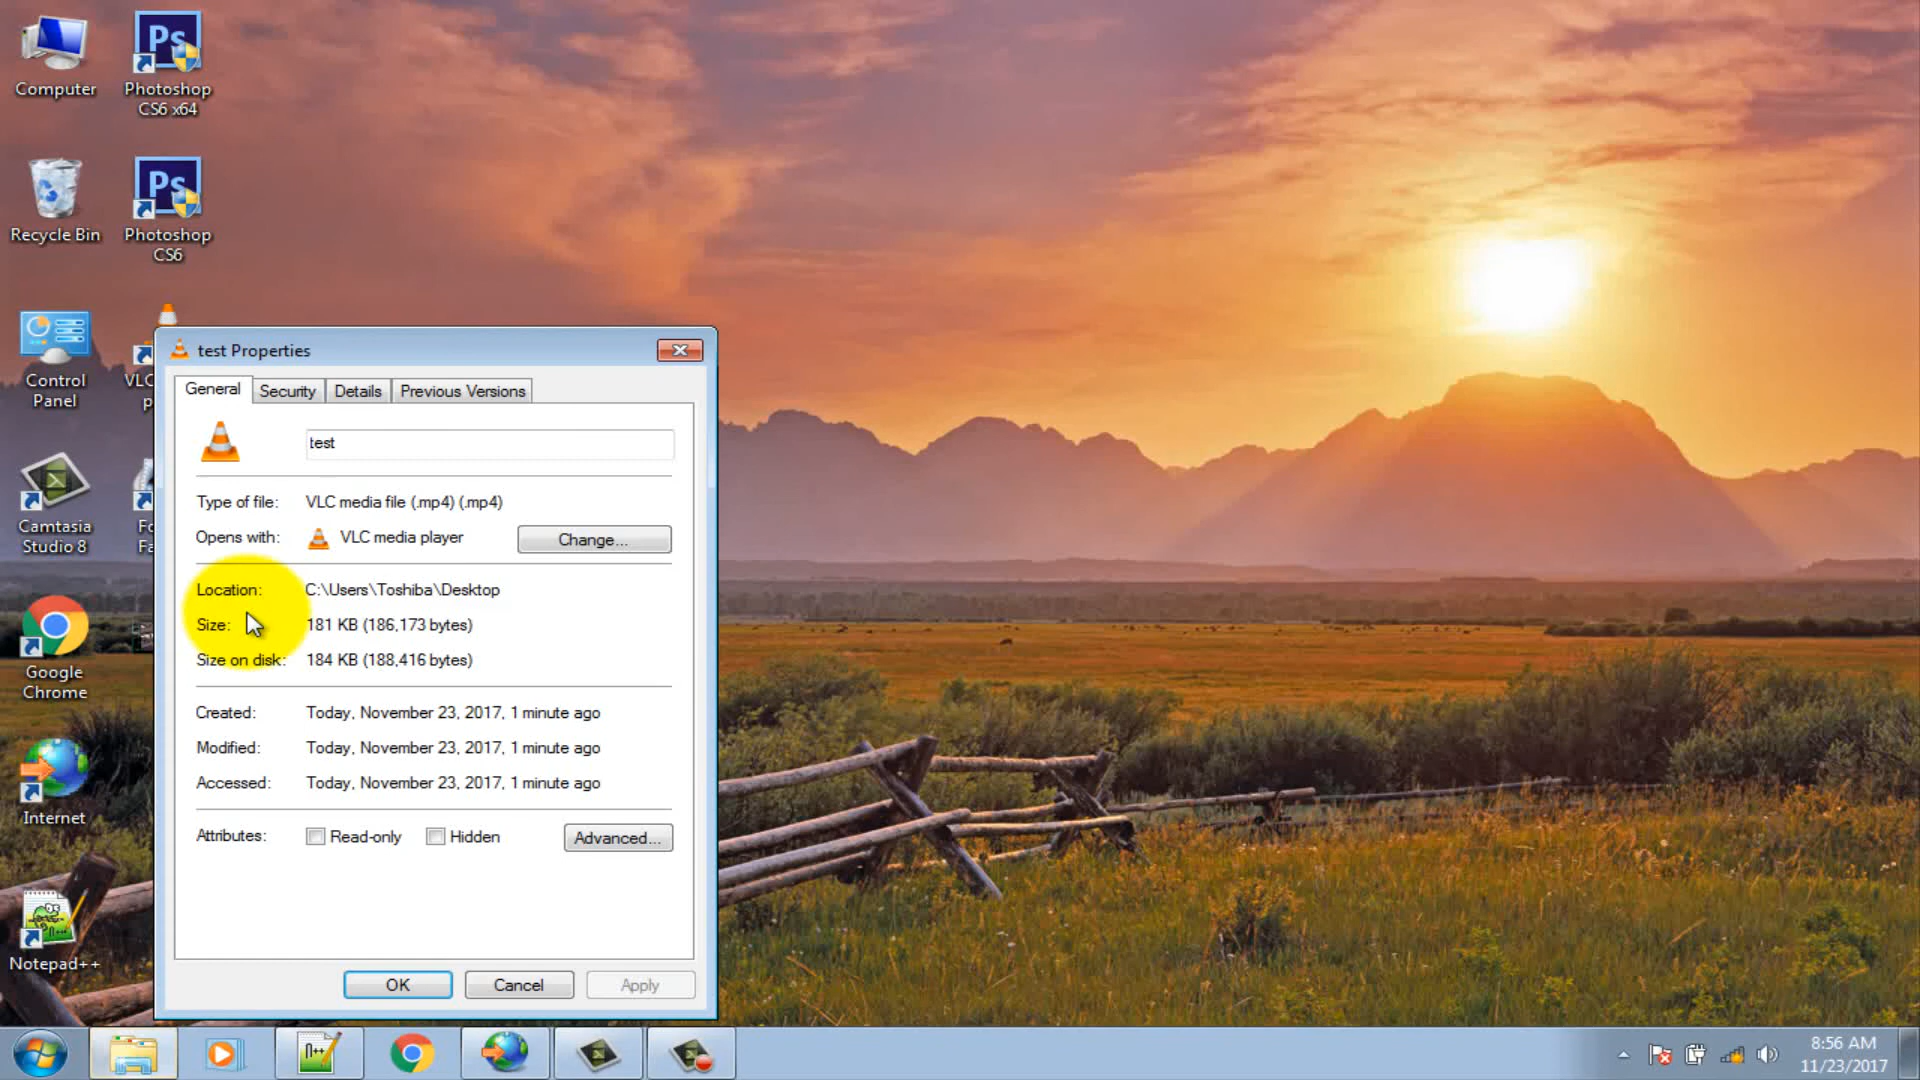 Computer
Photoshop
CS6 x64
Recycle Bin
Photoshop
CS6
Control
Panel
VLC
p
Camtasia
Studio 8
Fo
Fa
Google
Chrome
Internet
Notepad++
test Properties
General
Security
Details
Previous Versions
test
Type of file:
VLC media file (.mp4) (.mp4)
Opens with:
VLC media player
Change...
Location:
C:\Users\Toshiba\Desktop
Size:
181 KB (186,173 bytes)
Size on disk:
184 KB (188,416 bytes)
Created:
Today, November 23, 2017, 1 minute ago
Modified:
Today, November 23, 2017, 1 minute ago
Accessed:
Today, November 23, 2017, 1 minute ago
Attributes:
Read-only
Hidden
Advanced...
OK
Cancel
Apply
8:56 AM
11/23/2017